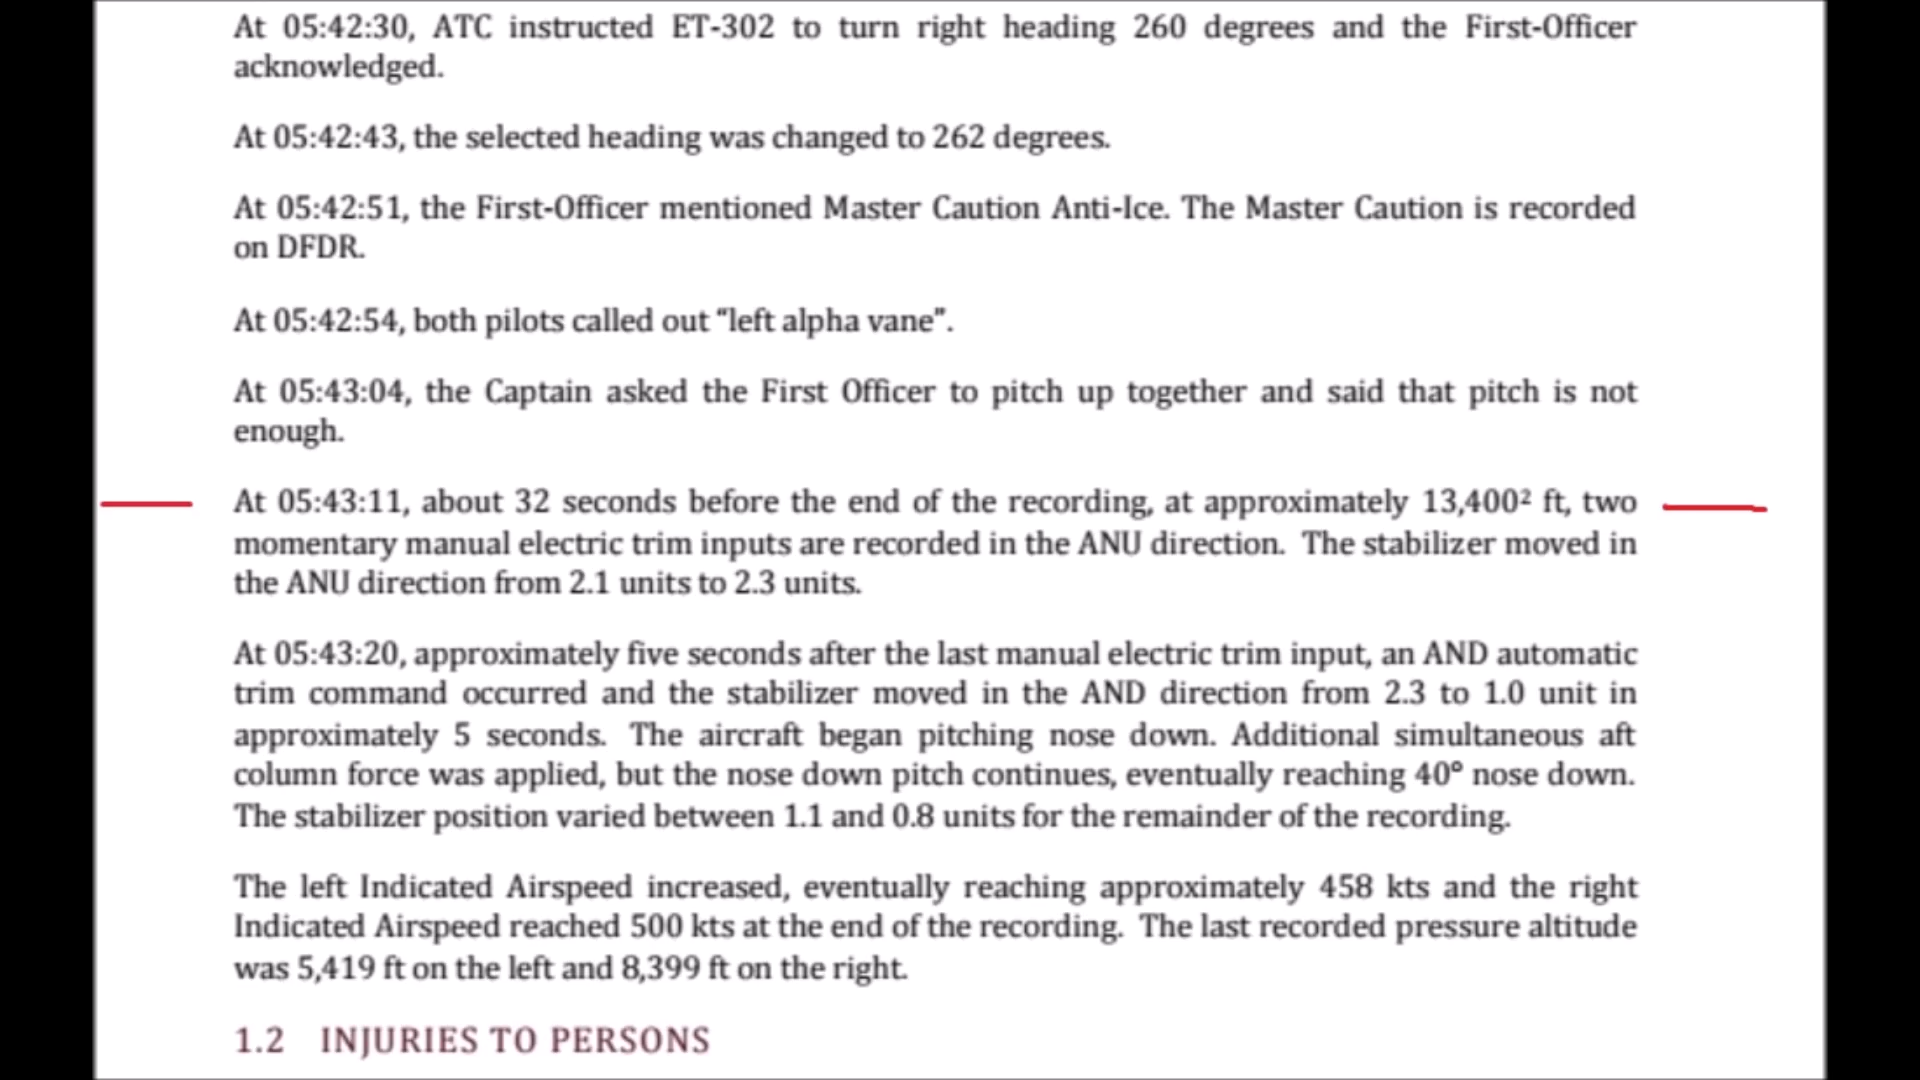 At 05:42:30, ATC instructed ET-302 to turn right heading 260 degrees and the First-Officer
acknowledged.
At 05:42:43, the selected heading was changed to 262 degrees.
At 05:42:51, the First-Officer mentioned Master Caution Anti-Ice. The Master Caution is recorded
on DFDR.
At 05:42:54, both pilots called out “left alpha vane”.
At 05:43:04, the Captain asked the First Officer to pitch up together and said that pitch is not
enough.
At 05:43:11, about 32 seconds before the end of the recording, at approximately 13,400² ft, two
momentary manual electric trim inputs are recorded in the ANU direction. The stabilizer moved in
the ANU direction from 2.1 units to 2.3 units.
At 05:43:20, approximately five seconds after the last manual electric trim input, an AND automatic
trim command occurred and the stabilizer moved in the AND direction from 2.3 to 1.0 unit in
approximately 5 seconds. The aircraft began pitching nose down. Additional simultaneous aft
column force was applied, but the nose down pitch continues, eventually reaching 40° nose down.
The stabilizer position varied between 1.1 and 0.8 units for the remainder of the recording.
The left Indicated Airspeed increased, eventually reaching approximately 458 kts and the right
Indicated Airspeed reached 500 kts at the end of the recording. The last recorded pressure altitude
was 5,419 ft on the left and 8,399 ft on the right.
1.2 INJURIES TO PERSONS